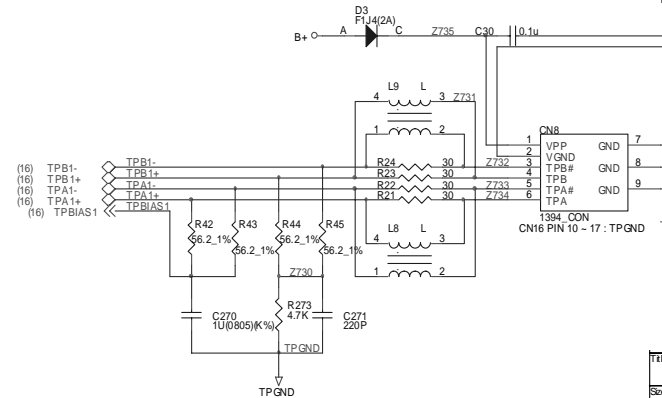 D3
F1J4(2A)
B+ A C Z735 C30 0.1u
L9 L
4 3 Z731
1 2
CN8
1 VPP GND 7
2 VGND
3 TPB# GND 8
4 TPB
5 TPA# GND 9
6 TPA
1394_CON
CN16 PIN 10 ~ 17 : TPGND
(16) TPB1- TPB1- R24 30 Z732
(16) TPB1+ TPB1+ R23 30
(16) TPA1- TPA1- R22 30 Z733
(16) TPA1+ TPA1+ R21 30 Z734
(16) TPBIAS1 TPBIAS1
R42 R43 R44 R45
56.2_1% 56.2_1% 56.2_1% 56.2_1%
L8 L
4 3
1 2
Z730
C270
1U(0805)(K%)
R273
4.7K
C271
220P
TPGND
TPGND